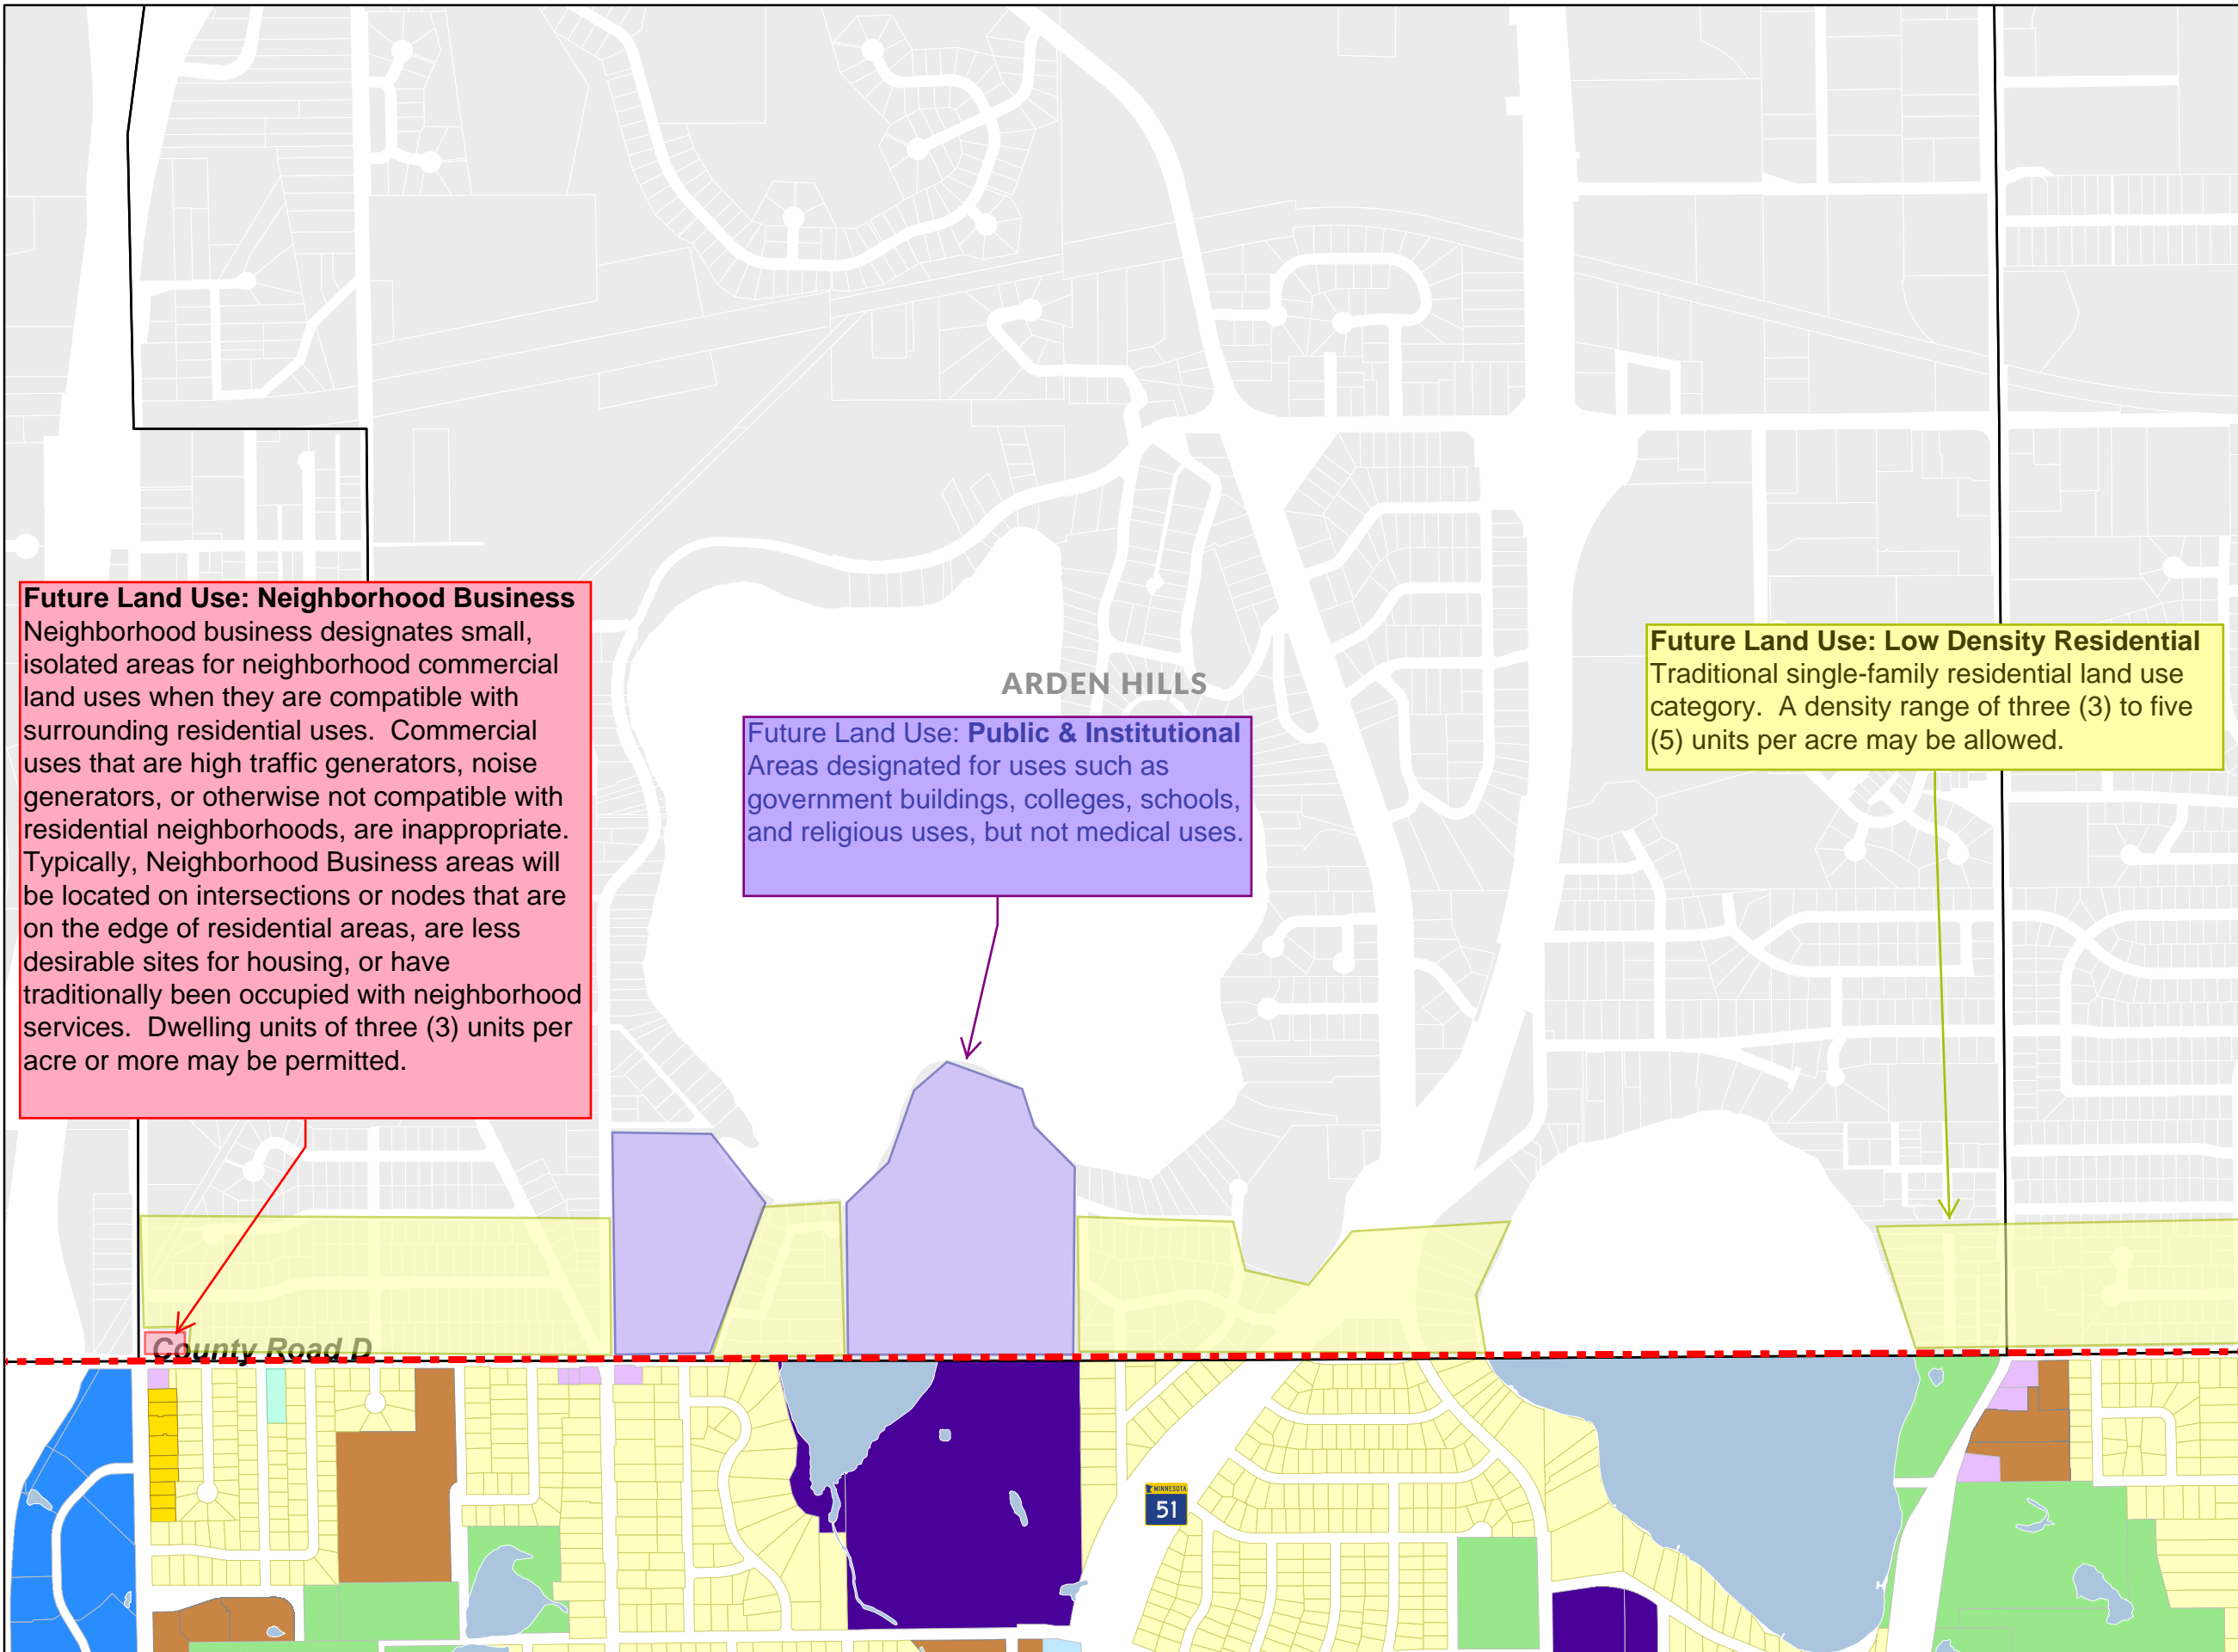 Future Land Use: Neighborhood Business
Neighborhood business designates small,
isolated areas for neighborhood commercial
land uses when they are compatible with
surrounding residential uses.  Commercial
uses that are high traffic generators, noise
generators, or otherwise not compatible with
residential neighborhoods, are inappropriate.
Typically, Neighborhood Business areas will
be located on intersections or nodes that are
on the edge of residential areas, are less
desirable sites for housing, or have
traditionally been occupied with neighborhood
services.  Dwelling units of three (3) units per
acre or more may be permitted.
ARDEN HILLS
Future Land Use: Public & Institutional
Areas designated for uses such as
government buildings, colleges, schools,
and religious uses, but not medical uses.
Future Land Use: Low Density Residential
Traditional single-family residential land use
category.  A density range of three (3) to five
(5) units per acre may be allowed.
County Road D
MINNESOTA
51